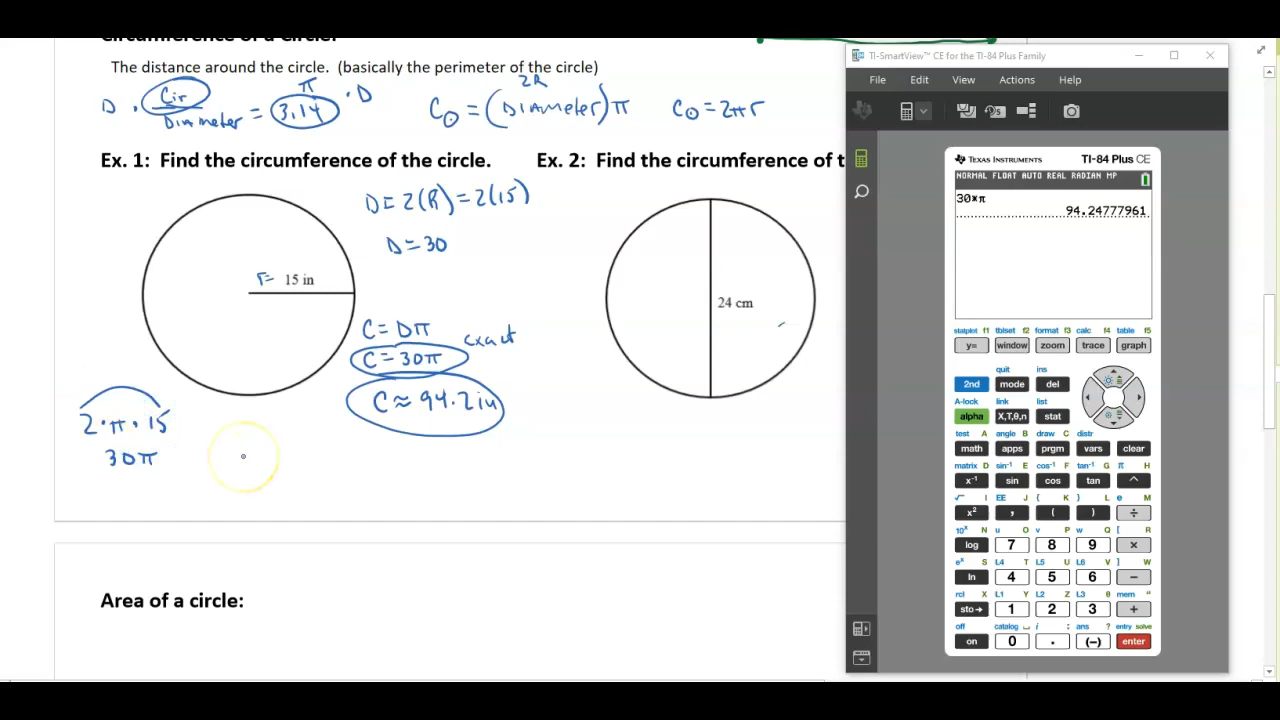 Circumference of a Circle:
The distance around the circle. (basically the perimeter of the circle)
D · Cir / Diameter = 3.14 · D
π
C⊙ = (Diameter)π
2R
C⊙ = 2πr
Ex. 1: Find the circumference of the circle.
Ex. 2: Find the circumference of t
D = 2(R) = 2(15)
D = 30
r = 15 in
24 cm
C = Dπ
C = 30π exact
C ≈ 94.2 in
2·π·15
30π
Area of a circle:
TI-SmartView™ CE for the TI-84 Plus Family
File Edit View Actions Help
TEXAS INSTRUMENTS TI-84 Plus CE
NORMAL FLOAT AUTO REAL RADIAN MP
30*π
94.24777961
statplot f1 tblset f2 format f3 calc f4 table f5
y= window zoom trace graph
quit ins
2nd mode del
A-lock link list
alpha X,T,θ,n stat
test A angle B draw C distr
math apps prgm vars clear
matrix D sin⁻¹ E cos⁻¹ F tan⁻¹ G π H
x⁻¹ sin cos tan ^
√ I EE J { K } L e M
x² , ( ) ÷
10ˣ N u O v P w Q [ R
log 7 8 9 ×
eˣ S L4 T L5 U L6 V ] W
ln 4 5 6 −
rcl X L1 Y L2 Z L3 θ mem "
sto→ 1 2 3 +
off catalog i : ans ? entry solve
on 0 . (−) enter